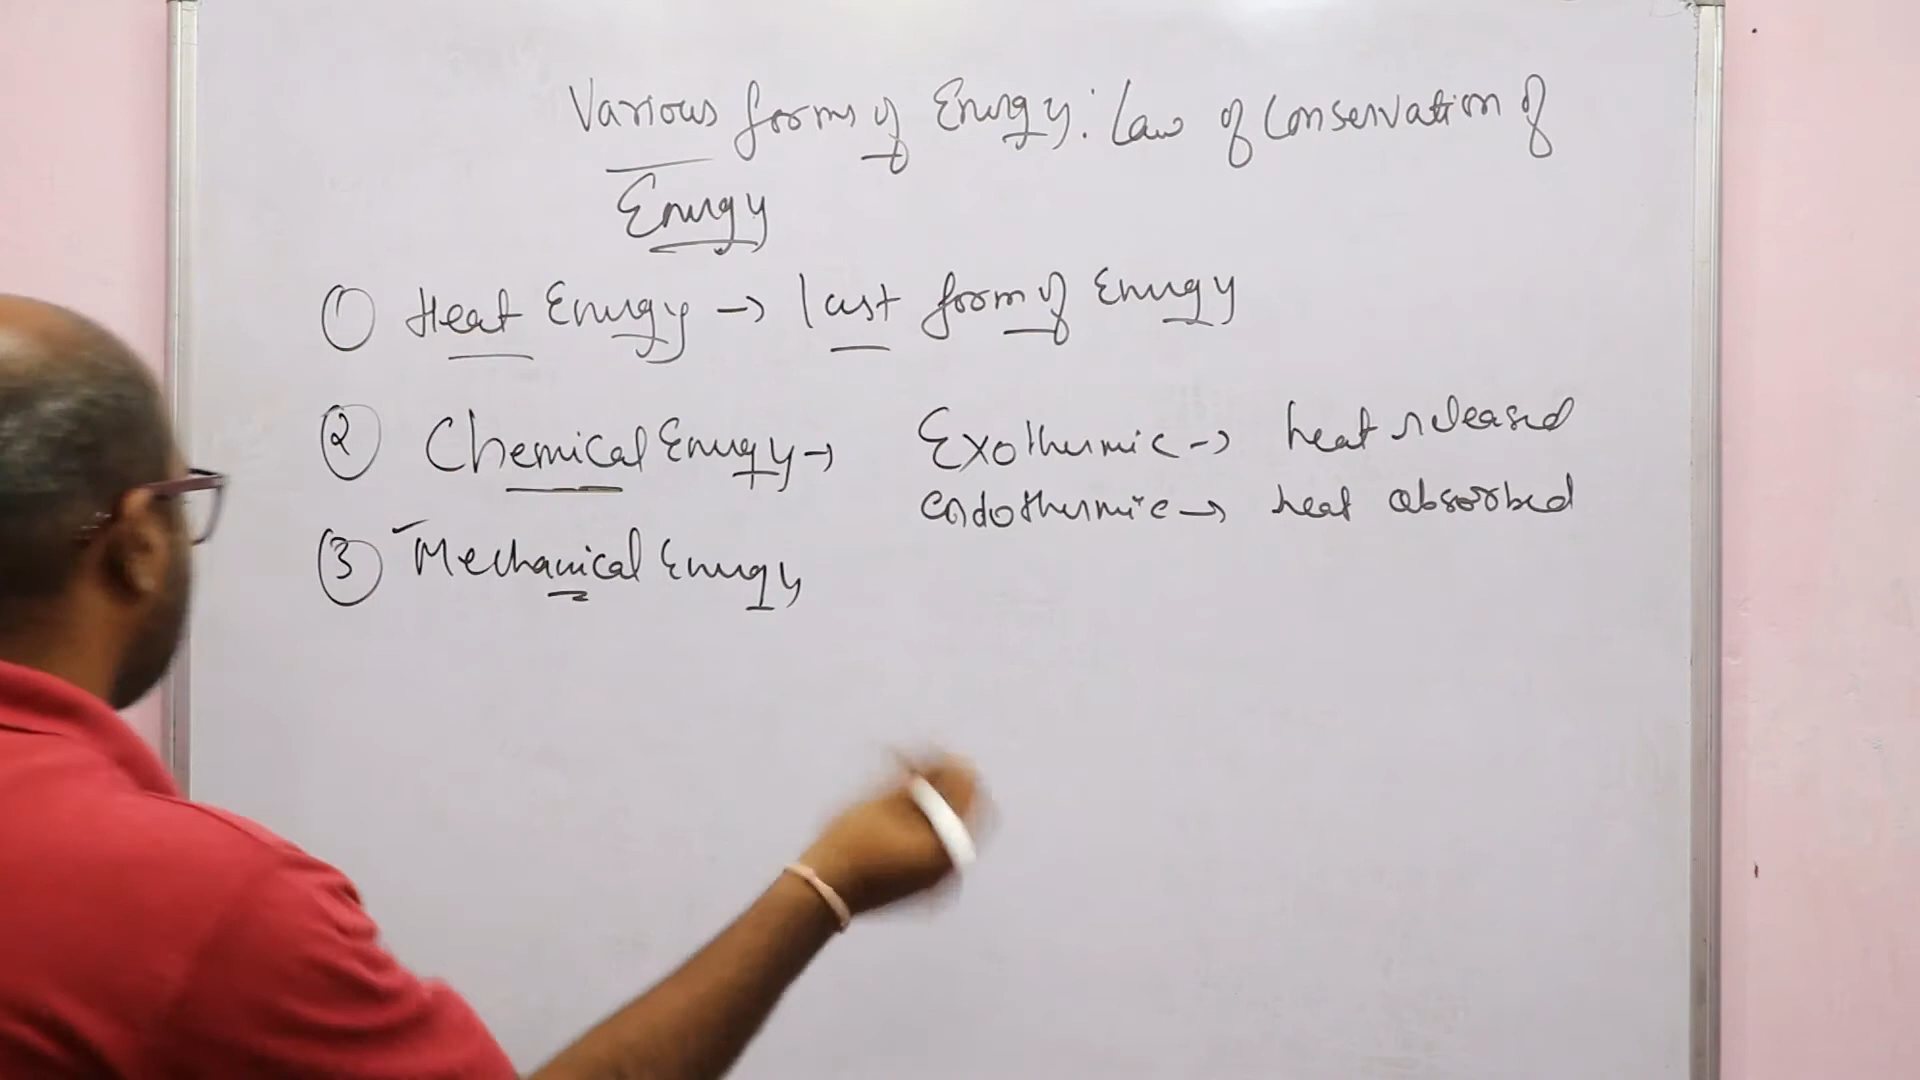 Various forms of Energy: Law of Conservation of
Energy
① Heat Energy → last form of Energy
② Chemical Energy → Exothermic → heat released
endothermic → heat absorbed
③ Mechanical Energy